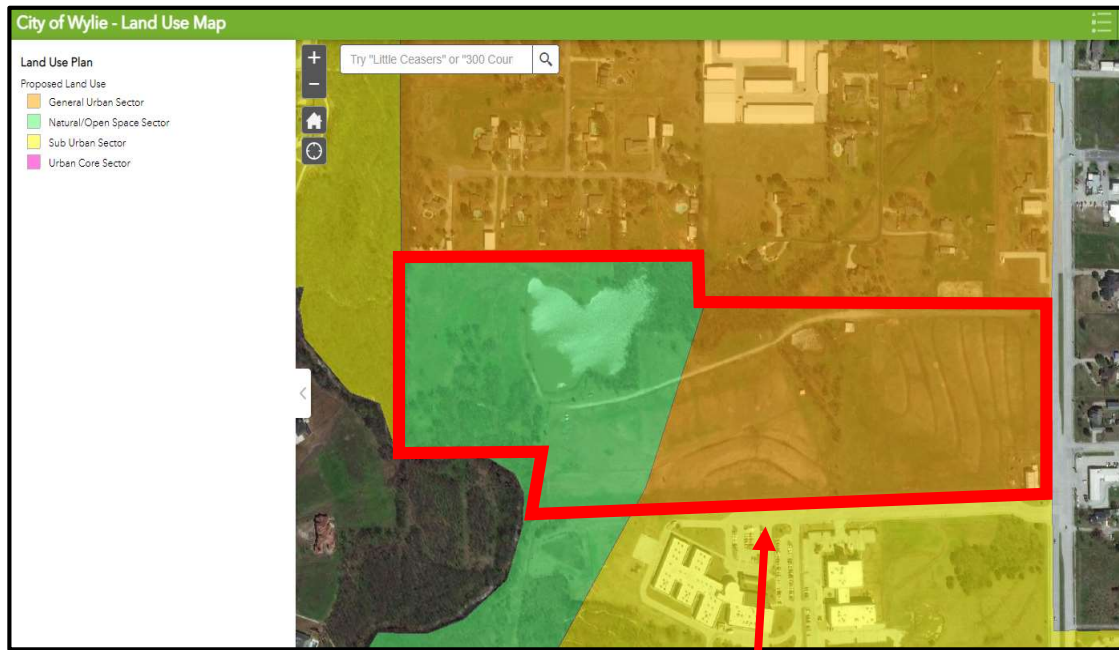 City of Wylie - Land Use Map
Land Use Plan
Proposed Land Use
General Urban Sector
Natural/Open Space Sector
Sub Urban Sector
Urban Core Sector
+
−
Try "Little Ceasers" or "300 Cour